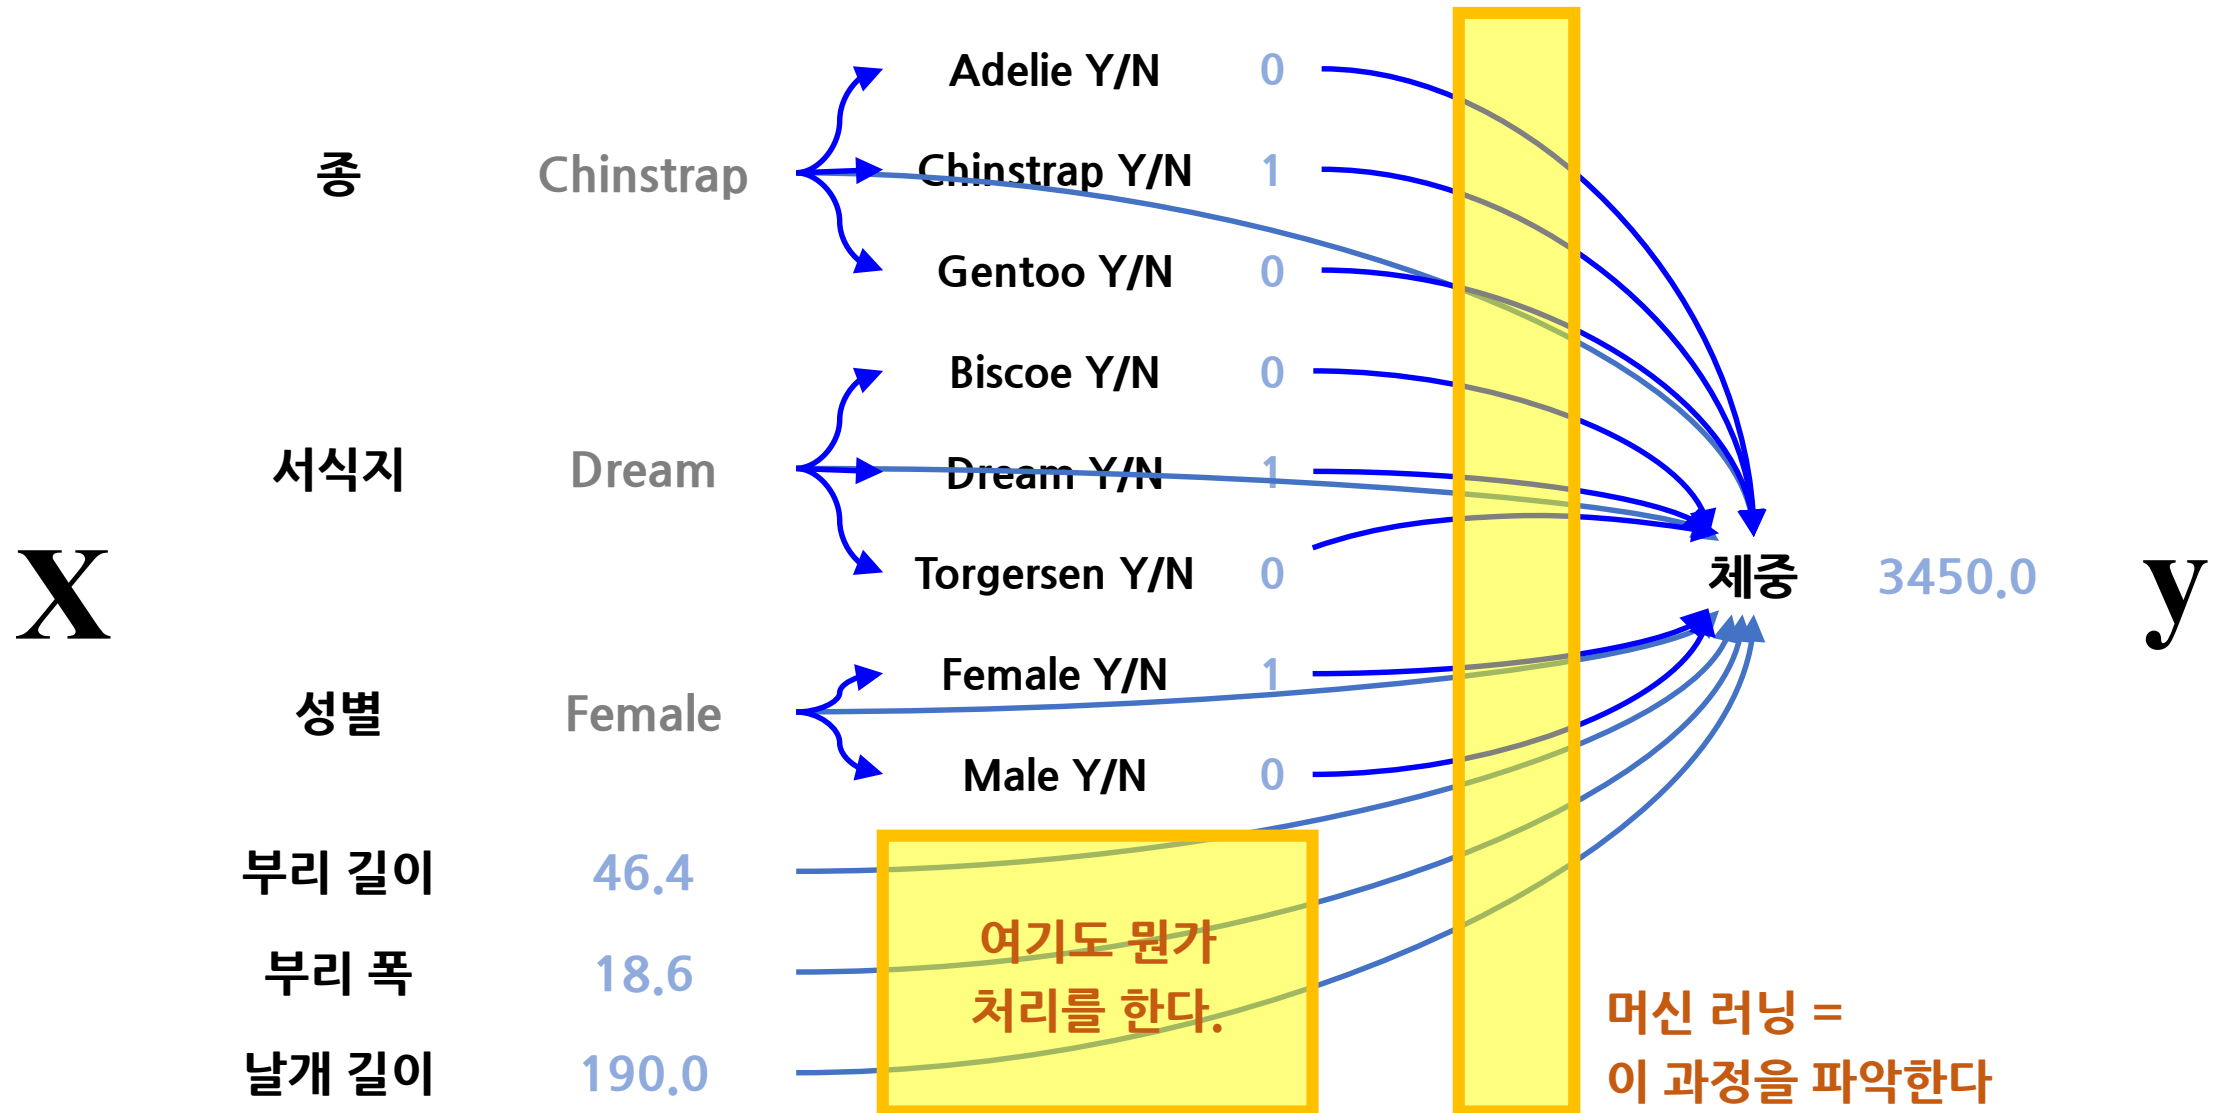 Adelie Y/N 0
종 Chinstrap Chinstrap Y/N 1
Gentoo Y/N 0
Biscoe Y/N 0
서식지 Dream Dream Y/N 1
X Torgersen Y/N 0 체중 3450.0 y
성별 Female Female Y/N 1
Male Y/N 0
부리 길이 46.4
부리 폭 18.6
날개 길이 190.0
여기도 뭔가
처리를 한다.
머신 러닝 =
이 과정을 파악한다